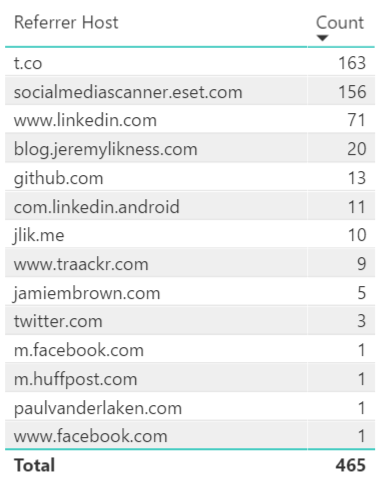 Referrer Host Count
t.co 163
socialmediascanner.eset.com 156
www.linkedin.com 71
blog.jeremylikness.com 20
github.com 13
com.linkedin.android 11
jlik.me 10
www.traackr.com 9
jamiembrown.com 5
twitter.com 3
m.facebook.com 1
m.huffpost.com 1
paulvanderlaken.com 1
www.facebook.com 1
Total 465